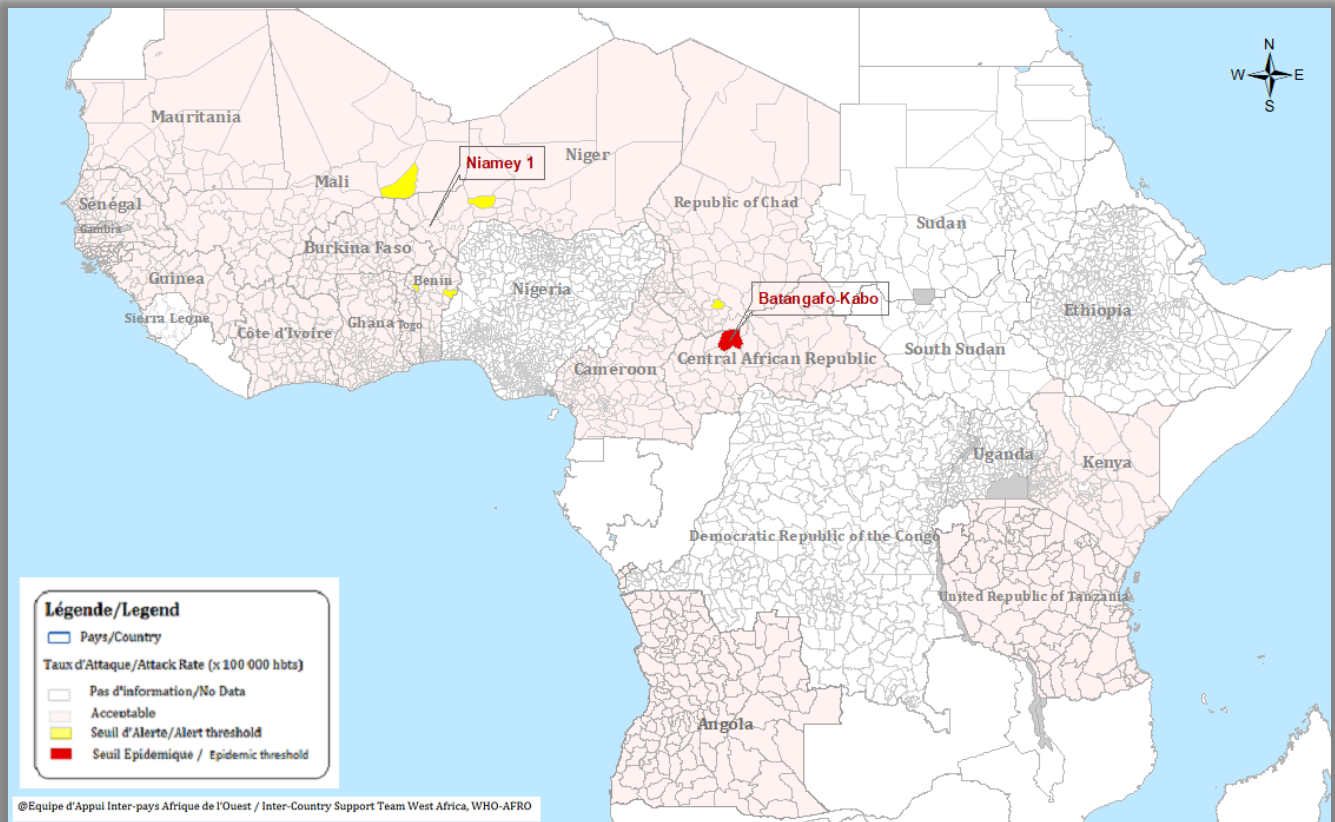 N
W E
S
Mauritania
Niamey 1
Niger
Mali
Republic of Chad
Sénégal
Gambia
Sudan
Burkina Faso
Guinea
Benin
Nigeria
Batangafo-Kabo
Ethiopia
Sierra Leone
Côte d'Ivoire
Ghana
Togo
South Sudan
Central African Republic
Cameroon
Uganda
Kenya
Democratic Republic of the Congo
United Republic of Tanzania
Angola
Légende/Legend
Pays/Country
Taux d'Attaque/Attack Rate (x 100 000 hbts)
Pas d'information/No Data
Acceptable
Seuil d'Alerte/Alert threshold
Seuil Epidemique / Epidemic threshold
@Equipe d'Appui Inter-pays Afrique de l'Ouest / Inter-Country Support Team West Africa, WHO-AFRO